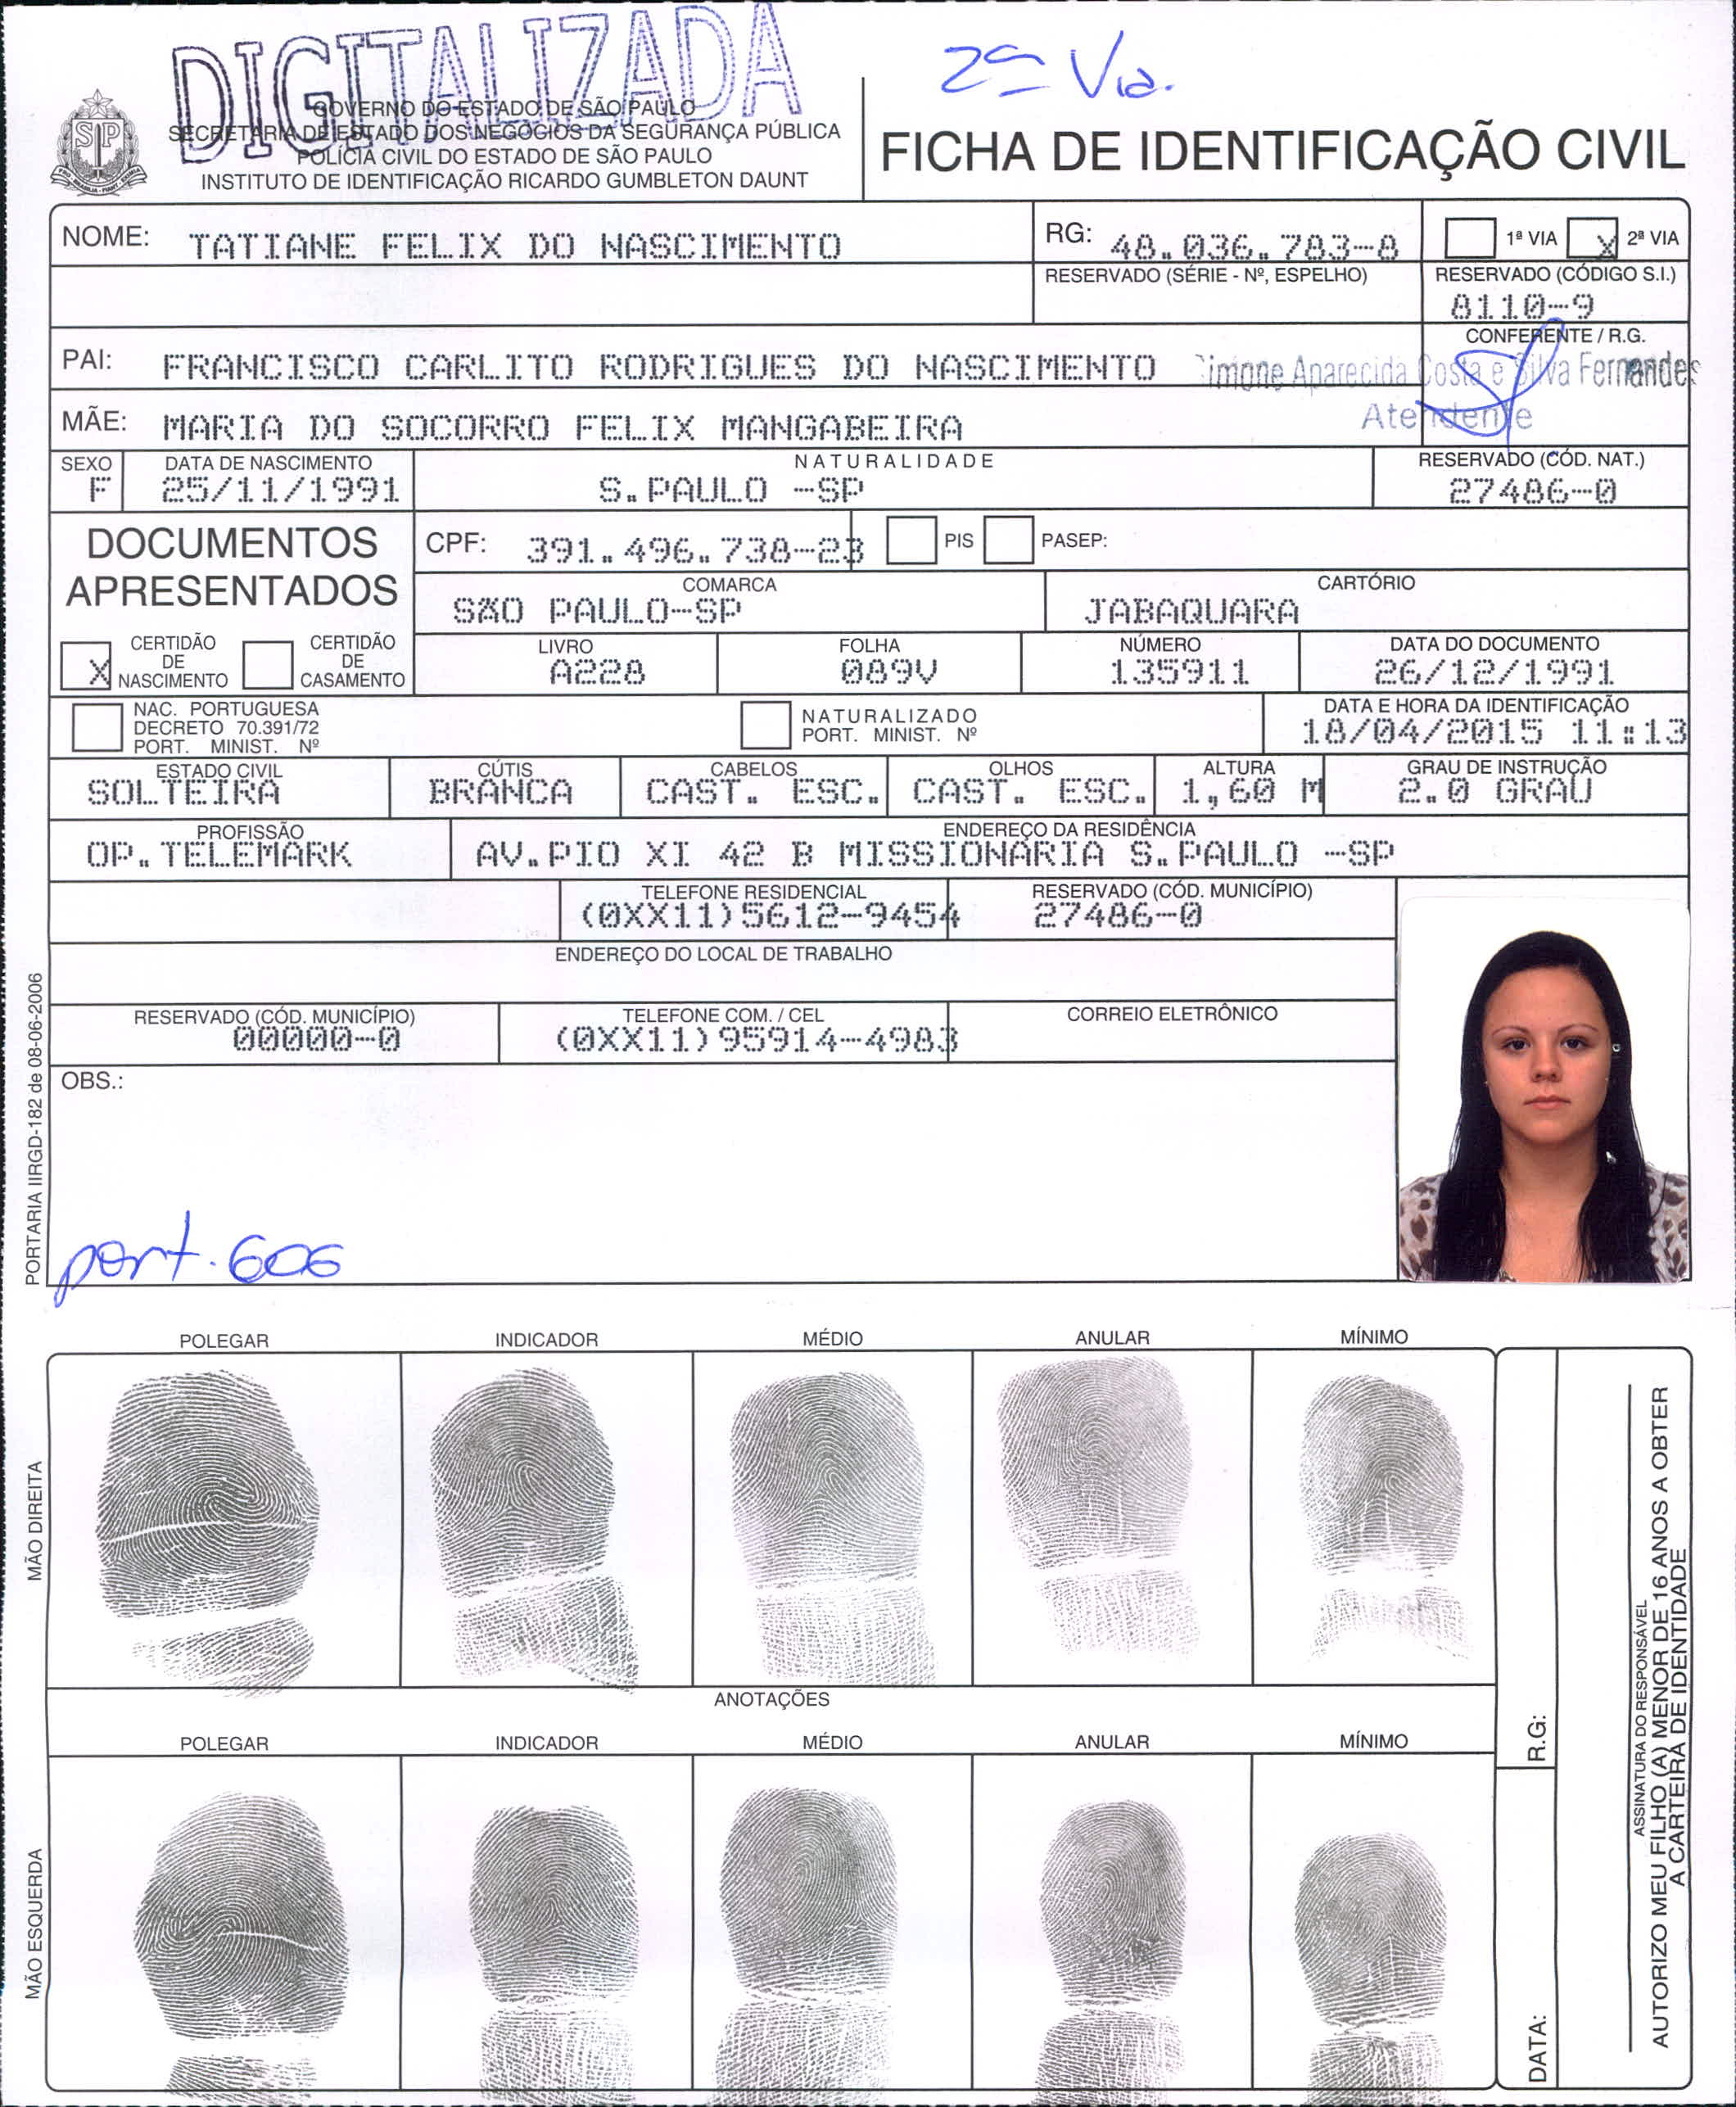 DIGITALIZADA
2ª Via.
GOVERNO DO ESTADO DE SÃO PAULO
SECRETARIA DE ESTADO DOS NEGÓCIOS DA SEGURANÇA PÚBLICA
POLÍCIA CIVIL DO ESTADO DE SÃO PAULO
INSTITUTO DE IDENTIFICAÇÃO RICARDO GUMBLETON DAUNT
FICHA DE IDENTIFICAÇÃO CIVIL
NOME: TATIANE FELIX DO NASCIMENTO
RG: 48.036.783-8
1ª VIA X 2ª VIA
RESERVADO (SÉRIE - Nº, ESPELHO)
RESERVADO (CÓDIGO S.I.)
8110-9
CONFERENTE / R.G.
PAI: FRANCISCO CARLITO RODRIGUES DO NASCIMENTO
Simone Aparecida Costa e Silva Fernandes
Atendente
MÃE: MARIA DO SOCORRO FELIX MANGABEIRA
SEXO
F
DATA DE NASCIMENTO
25/11/1991
NATURALIDADE
S.PAULO -SP
RESERVADO (CÓD. NAT.)
27486-0
DOCUMENTOS
APRESENTADOS
CPF: 391.496.738-23
PIS
PASEP:
COMARCA
SÃO PAULO-SP
CARTÓRIO
JABAQUARA
X CERTIDÃO
DE
NASCIMENTO
CERTIDÃO
DE
CASAMENTO
LIVRO
A228
FOLHA
089V
NÚMERO
135911
DATA DO DOCUMENTO
26/12/1991
NAC. PORTUGUESA
DECRETO 70.391/72
PORT. MINIST. Nº
NATURALIZADO
PORT. MINIST. Nº
DATA E HORA DA IDENTIFICAÇÃO
18/04/2015 11:13
ESTADO CIVIL
SOLTEIRA
CÚTIS
BRANCA
CABELOS
CAST. ESC.
OLHOS
CAST. ESC.
ALTURA
1,60 M
GRAU DE INSTRUÇÃO
2.0 GRAU
PROFISSÃO
OP.TELEMARK
ENDEREÇO DA RESIDÊNCIA
AV.PIO XI 42 B MISSIONARIA S.PAULO -SP
TELEFONE RESIDENCIAL
(0XX11)5612-9454
RESERVADO (CÓD. MUNICÍPIO)
27486-0
ENDEREÇO DO LOCAL DE TRABALHO
RESERVADO (CÓD. MUNICÍPIO)
00000-0
TELEFONE COM. / CEL
(0XX11)95914-4983
CORREIO ELETRÔNICO
OBS.:
port. 606
PORTARIA IIRGD-182 de 08-06-2006
POLEGAR INDICADOR MÉDIO ANULAR MÍNIMO
MÃO DIREITA
ANOTAÇÕES
POLEGAR INDICADOR MÉDIO ANULAR MÍNIMO
MÃO ESQUERDA
R.G:
DATA:
ASSINATURA DO RESPONSÁVEL
AUTORIZO MEU FILHO (A) MENOR DE 16 ANOS A OBTER
A CARTEIRA DE IDENTIDADE